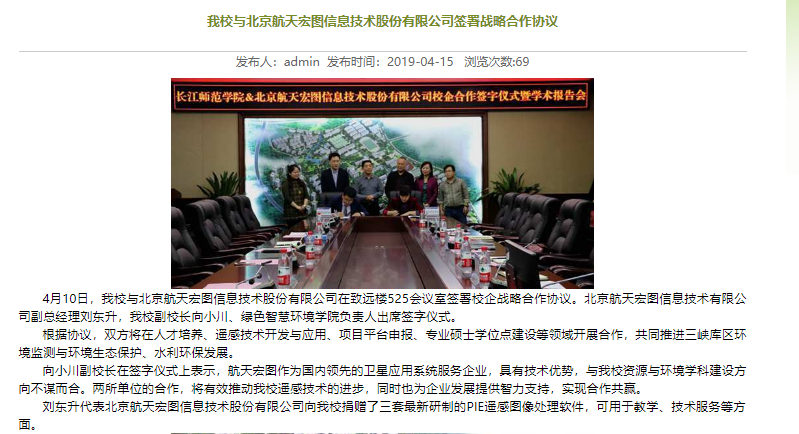 我校与北京航天宏图信息技术股份有限公司签署战略合作协议
发布人：admin 发布时间：2019-04-15 浏览次数:69
长江师范学院&北京航天宏图信息技术股份有限公司校企合作签字仪式暨学术报告会
4月10日，我校与北京航天宏图信息技术股份有限公司在致远楼525会议室签署校企战略合作协议。北京航天宏图信息技术有限公
司副总经理刘东升，我校副校长向小川、绿色智慧环境学院负责人出席签字仪式。
根据协议，双方将在人才培养、遥感技术开发与应用、项目平台申报、专业硕士学位点建设等领域开展合作，共同推进三峡库区环
境监测与环境生态保护、水利环保发展。
向小川副校长在签字仪式上表示，航天宏图作为国内领先的卫星应用系统服务企业，具有技术优势，与我校资源与环境学科建设方
向不谋而合。两所单位的合作，将有效推动我校遥感技术的进步，同时也为企业发展提供智力支持，实现合作共赢。
刘东升代表北京航天宏图信息技术股份有限公司向我校捐赠了三套最新研制的PIE遥感图像处理软件，可用于教学、技术服务等方
面。